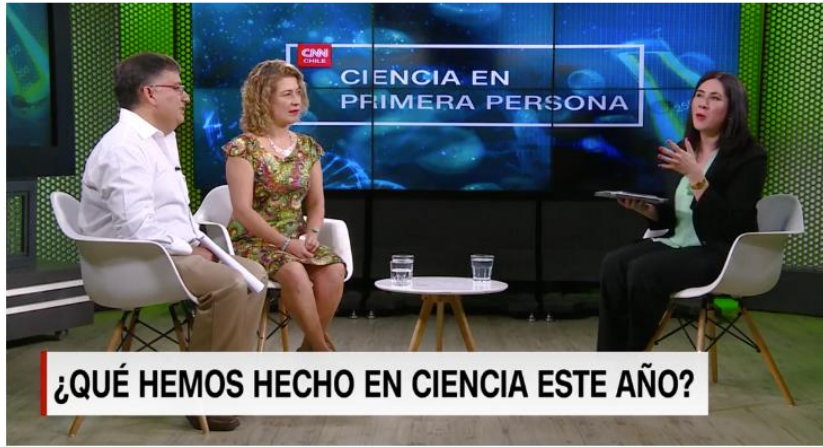 CNN
CHILE
CIENCIA EN
PRIMERA PERSONA
¿QUÉ HEMOS HECHO EN CIENCIA ESTE AÑO?